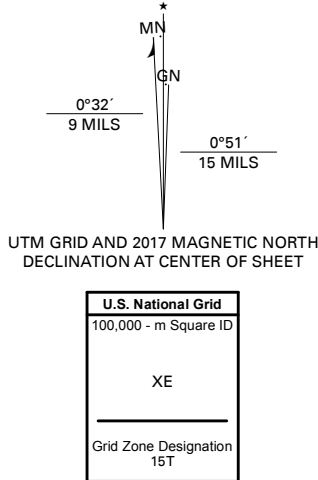 MN
GN
0°32´
9 MILS
0°51´
15 MILS
UTM GRID AND 2017 MAGNETIC NORTH
DECLINATION AT CENTER OF SHEET
U.S. National Grid
100,000 - m Square ID
XE
Grid Zone Designation
15T